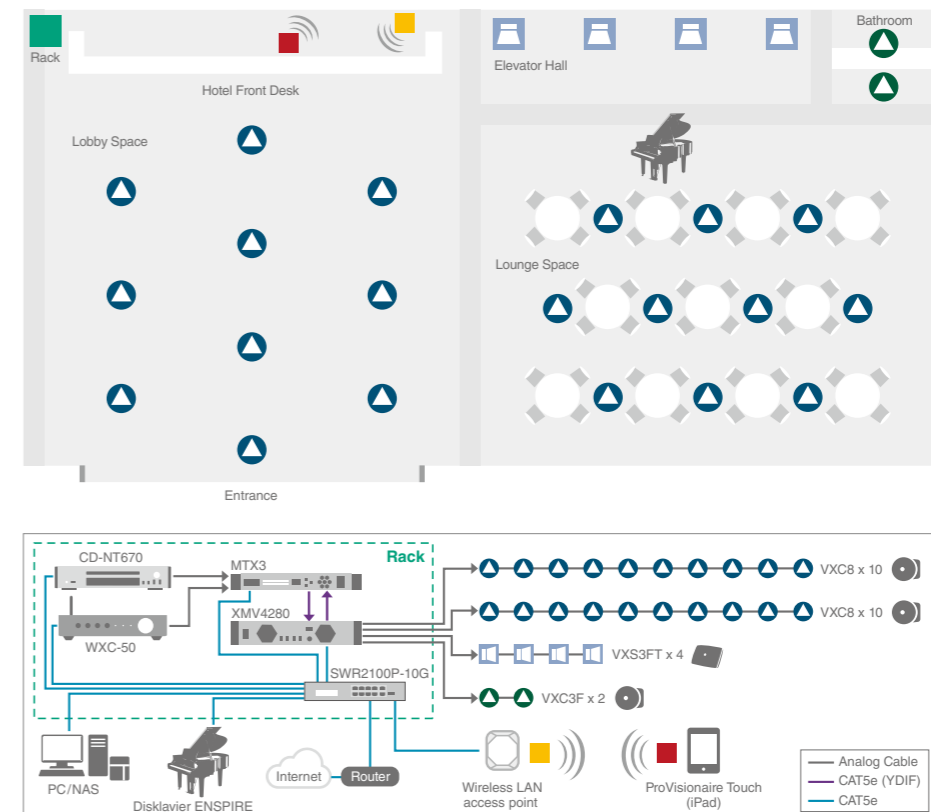 Bathroom
Rack
Elevator Hall
Hotel Front Desk
Lobby Space
Lounge Space
Entrance
Rack
CD-NT670
MTX3
VXC8 x 10
XMV4280
VXC8 x 10
WXC-50
VXS3FT x 4
SWR2100P-10G
VXC3F x 2
Internet
Router
PC/NAS
Disklavier ENSPIRE
Wireless LAN
access point
ProVisionaire Touch
(iPad)
Analog Cable
CAT5e (YDIF)
CAT5e